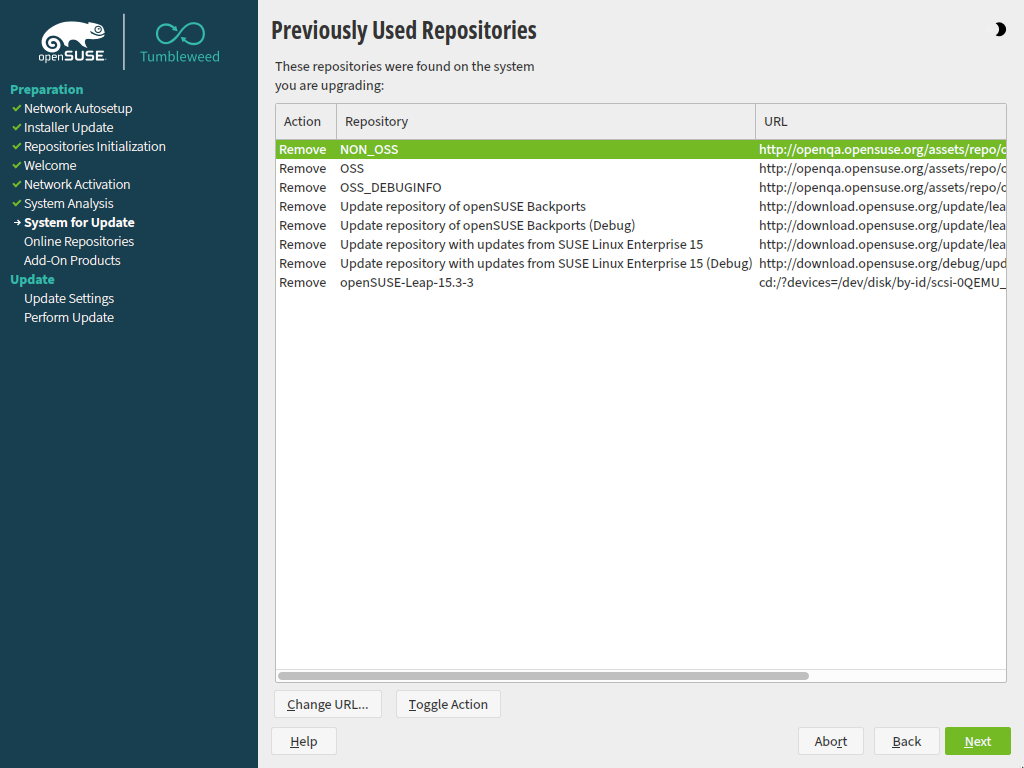 openSUSE
Tumbleweed
Preparation
Network Autosetup
Installer Update
Repositories Initialization
Welcome
Network Activation
System Analysis
System for Update
Online Repositories
Add-On Products
Update
Update Settings
Perform Update
Previously Used Repositories
These repositories were found on the system
you are upgrading:
Action Repository URL
Remove NON_OSS http://openqa.opensuse.org/assets/repo/o
Remove OSS http://openqa.opensuse.org/assets/repo/o
Remove OSS_DEBUGINFO http://openqa.opensuse.org/assets/repo/o
Remove Update repository of openSUSE Backports http://download.opensuse.org/update/lea
Remove Update repository of openSUSE Backports (Debug) http://download.opensuse.org/update/lea
Remove Update repository with updates from SUSE Linux Enterprise 15 http://download.opensuse.org/update/lea
Remove Update repository with updates from SUSE Linux Enterprise 15 (Debug) http://download.opensuse.org/debug/upd
Remove openSUSE-Leap-15.3-3 cd:/?devices=/dev/disk/by-id/scsi-0QEMU_
Change URL... Toggle Action
Help Abort Back Next